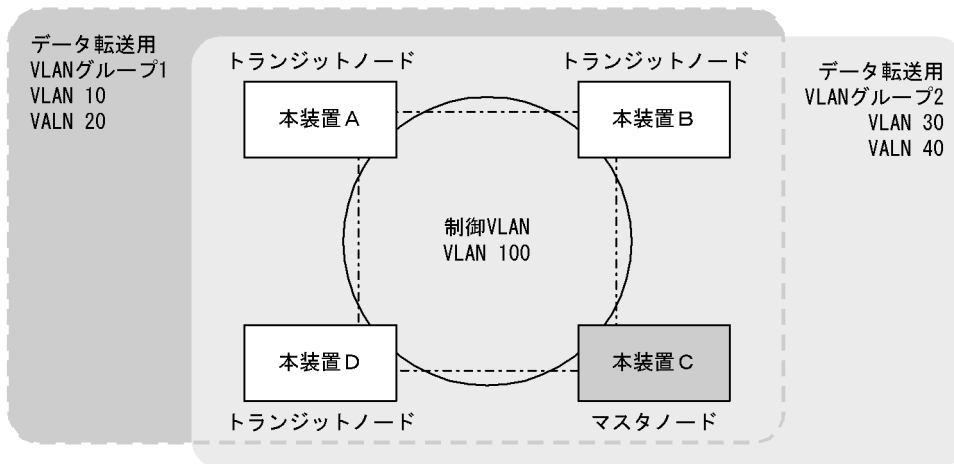 データ転送用
VLANグループ1
VLAN 10
VALN 20
トランジットノード
トランジットノード
データ転送用
VLANグループ2
VLAN 30
VALN 40
本装置A
本装置B
制御VLAN
VLAN 100
本装置D
本装置C
トランジットノード
マスタノード